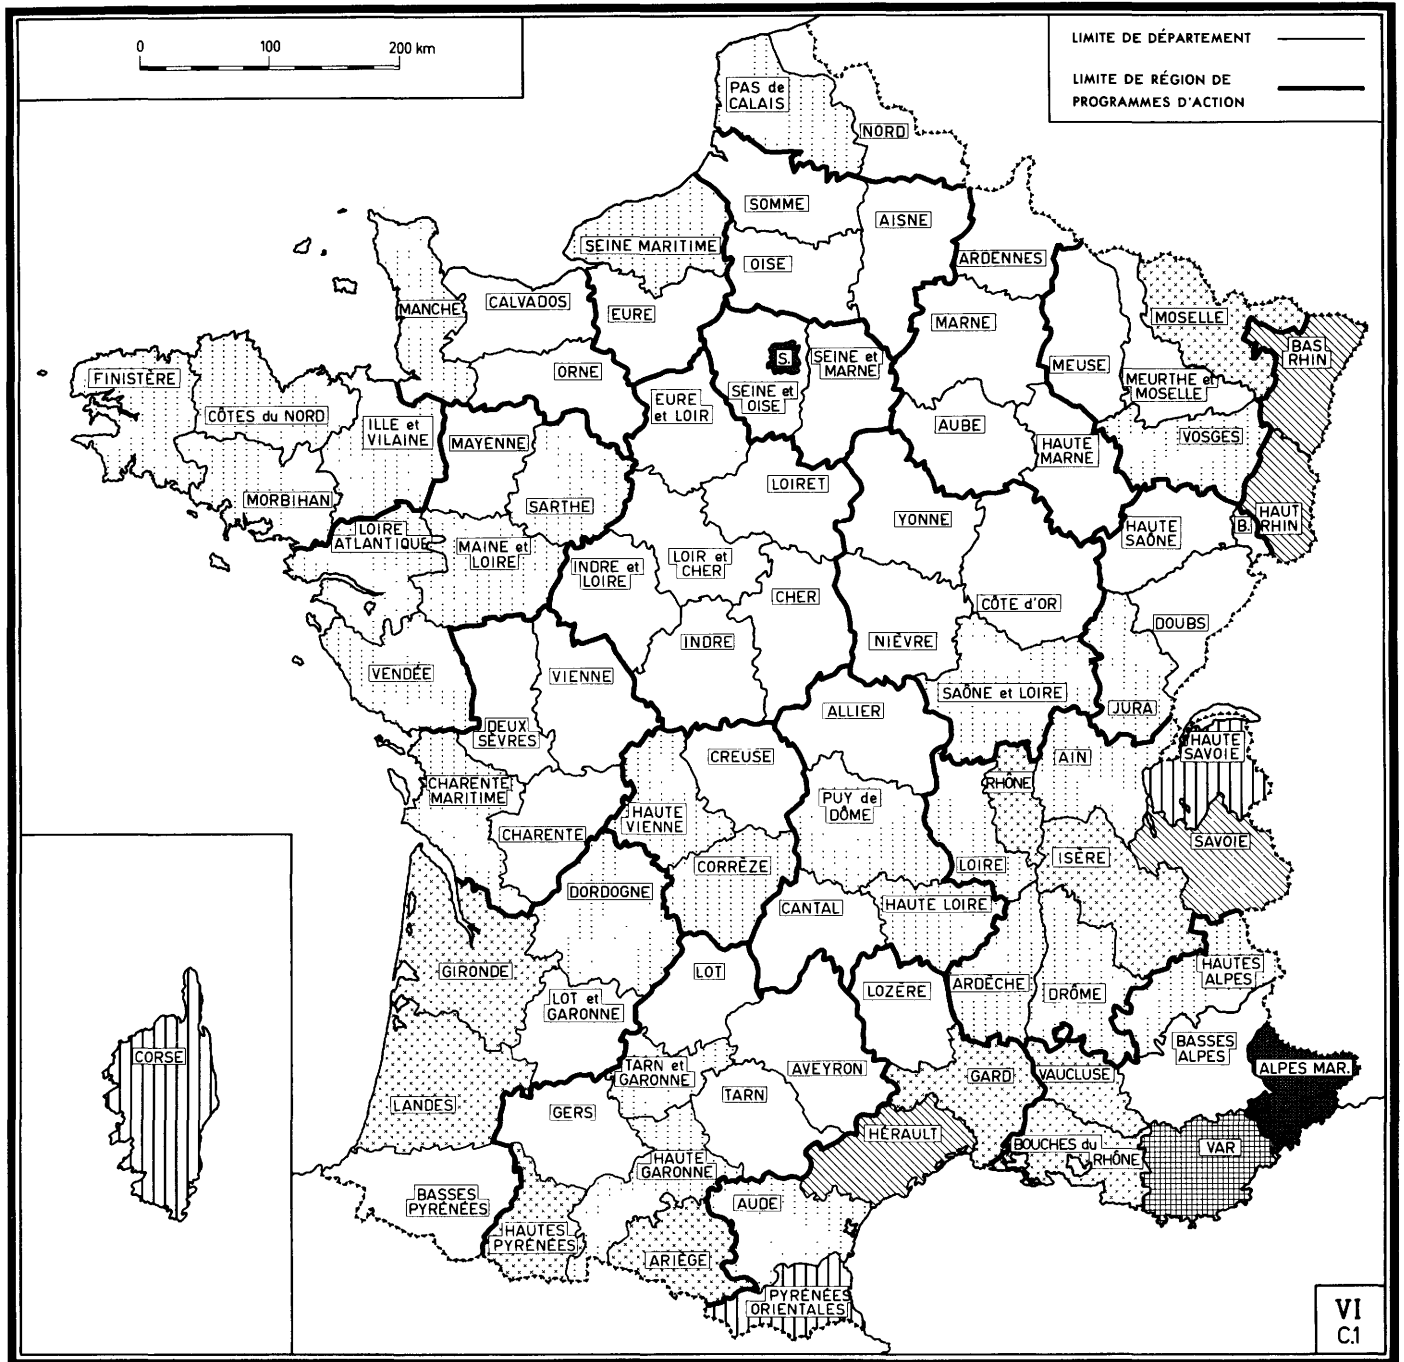 0 100 200 km
LIMITE DE DÉPARTEMENT
LIMITE DE RÉGION DE
PROGRAMMES D'ACTION
PAS de
CALAIS
NORD
SOMME
AISNE
SEINE MARITIME
OISE
ARDENNES
MANCHE
CALVADOS
EURE
MARNE
MOSELLE
BAS
RHIN
S.
SEINE et
MARNE
SEINE et
OISE
MEUSE
MEURTHE et
MOSELLE
FINISTÈRE
CÔTES du NORD
ILLE et
VILAINE
ORNE
EURE
et LOIR
AUBE
HAUTE
MARNE
VOSGES
MAYENNE
MORBIHAN
SARTHE
LOIRET
YONNE
HAUTE
SAÔNE
B.
HAUT
RHIN
LOIRE
ATLANTIQUE
MAINE et
LOIRE
INDRE et
LOIRE
LOIR et
CHER
CHER
CÔTE d'OR
DOUBS
INDRE
NIÈVRE
VENDÉE
VIENNE
SAÔNE et LOIRE
JURA
DEUX
SÈVRES
ALLIER
HAUTE
SAVOIE
CREUSE
AIN
CHARENTE
MARITIME
RHÔNE
HAUTE
VIENNE
PUY de
DÔME
CHARENTE
SAVOIE
CORRÈZE
LOIRE
ISÈRE
DORDOGNE
CANTAL
HAUTE LOIRE
GIRONDE
LOT
LOT et
GARONNE
LOZÈRE
ARDÈCHE
DRÔME
HAUTES
ALPES
BASSES
ALPES
CORSE
TARN et
GARONNE
AVEYRON
GARD
VAUCLUSE
ALPES MAR.
LANDES
GERS
TARN
HÉRAULT
BOUCHES du
RHÔNE
VAR
HAUTE
GARONNE
BASSES
PYRÉNÉES
AUDE
HAUTES
PYRÉNÉES
ARIÈGE
PYRÉNÉES
ORIENTALES
VI
C.1